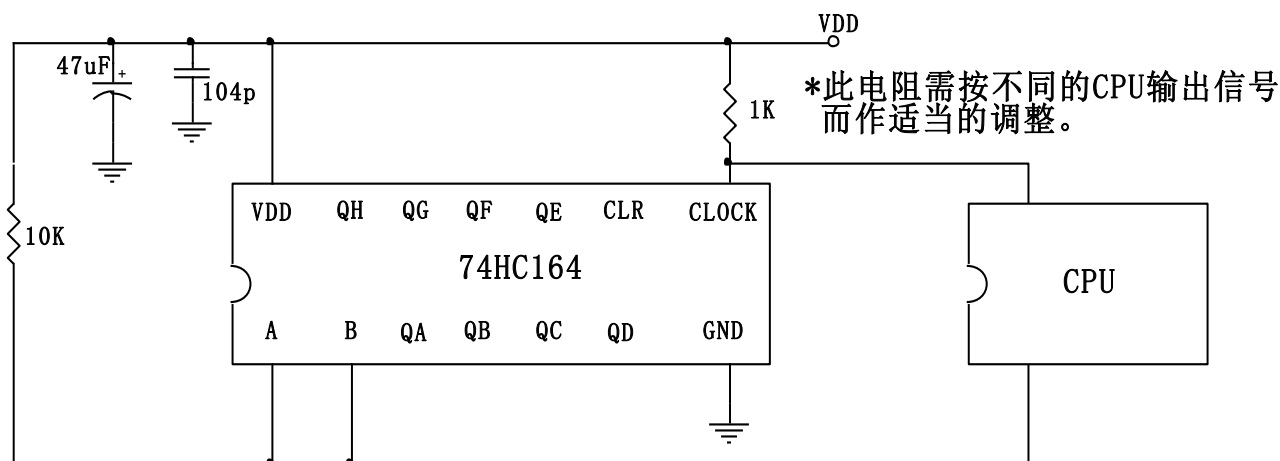 VDD
47uF
+
104p
1K
*此电阻需按不同的CPU输出信号
而作适当的调整。
10K
VDD QH QG QF QE CLR CLOCK
74HC164
CPU
A B QA QB QC QD GND